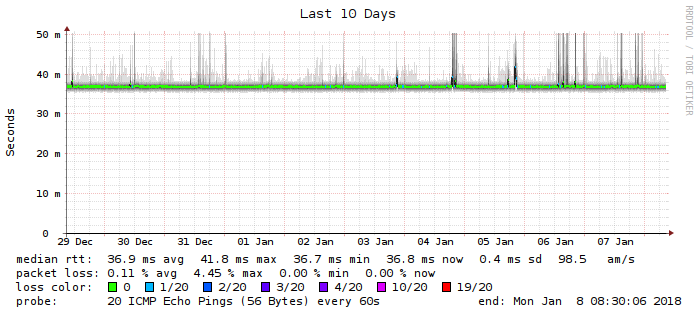 Last 10 Days
RRDTOOL / TOBI OETIKER
Seconds
50 m
40 m
30 m
20 m
10 m
0
29 Dec 30 Dec 31 Dec 01 Jan 02 Jan 03 Jan 04 Jan 05 Jan 06 Jan 07 Jan
median rtt: 36.9 ms avg 41.8 ms max 36.7 ms min 36.8 ms now 0.4 ms sd 98.5 am/s
packet loss: 0.11 % avg 4.45 % max 0.00 % min 0.00 % now
loss color: 0 1/20 2/20 3/20 4/20 10/20 19/20
probe: 20 ICMP Echo Pings (56 Bytes) every 60s end: Mon Jan 8 08:30:06 2018